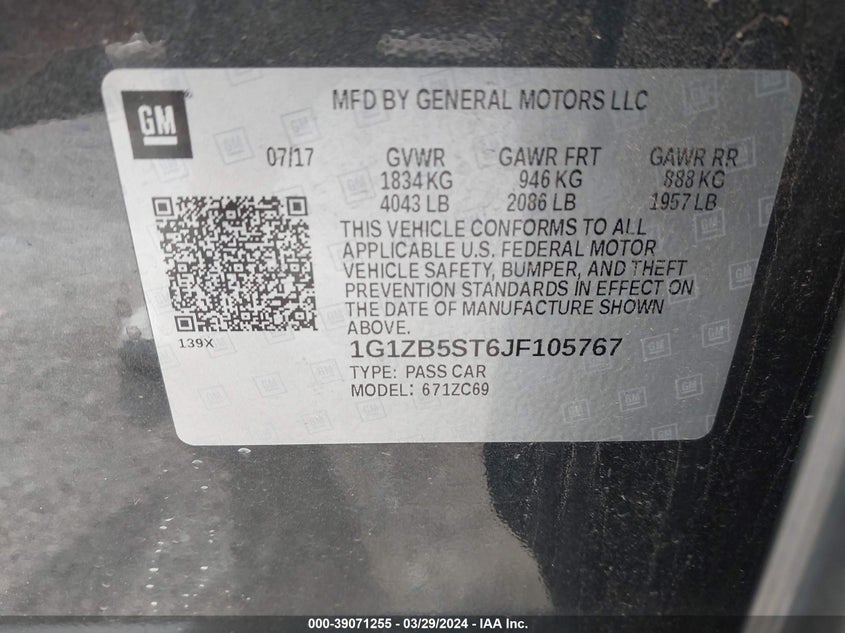 GM
MFD BY GENERAL MOTORS LLC
07/17 GVWR GAWR FRT GAWR RR
1834 KG 946 KG 888 KG
4043 LB 2086 LB 1957 LB
THIS VEHICLE CONFORMS TO ALL
APPLICABLE U.S. FEDERAL MOTOR
VEHICLE SAFETY, BUMPER, AND THEFT
PREVENTION STANDARDS IN EFFECT ON
THE DATE OF MANUFACTURE SHOWN
ABOVE.
139X
1G1ZB5ST6JF105767
TYPE: PASS CAR
MODEL: 671ZC69
000-39071255 — 03/29/2024 — IAA Inc.